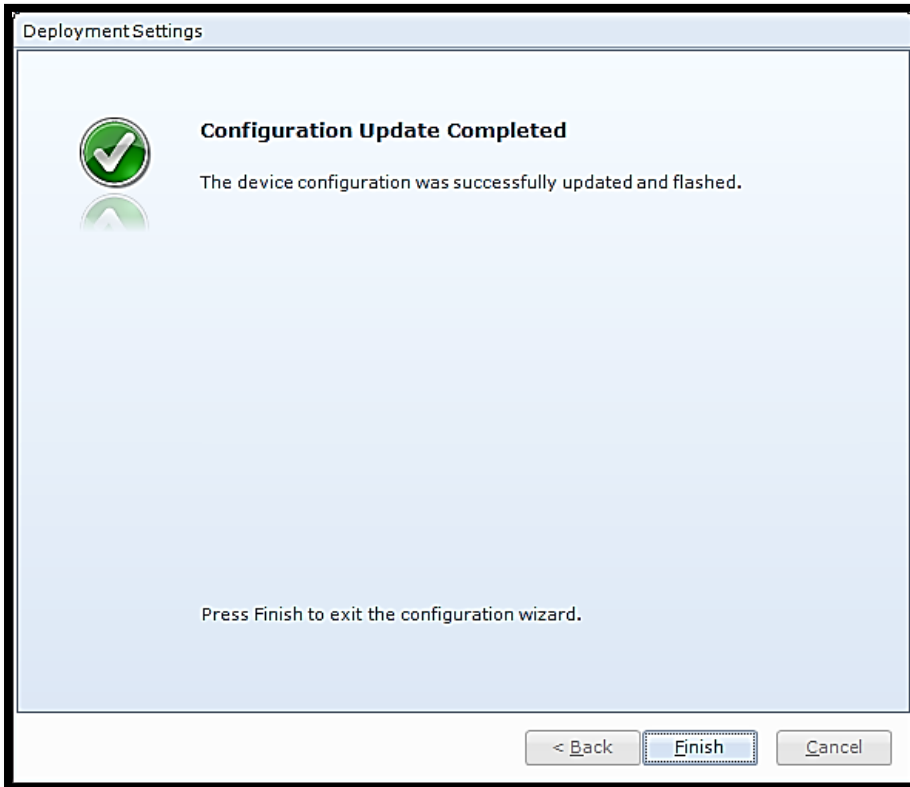 Deployment Settings
Configuration Update Completed
The device configuration was successfully updated and flashed.
Press Finish to exit the configuration wizard.
< Back
Finish
Cancel